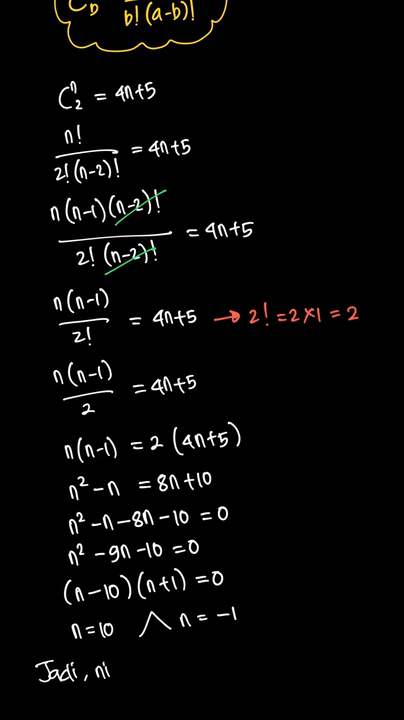 b!(a-b)!
C₂ⁿ = 4n+5
n!/2!(n-2)! = 4n+5
n(n-1)(n-2)!/2!(n-2)! = 4n+5
n(n-1)/2! = 4n+5 → 2! = 2×1 = 2
n(n-1)/2 = 4n+5
n(n-1) = 2(4n+5)
n²-n = 8n+10
n²-n-8n-10 = 0
n²-9n-10 = 0
(n-10)(n+1) = 0
n=10 ∧ n = -1
Jadi, ni